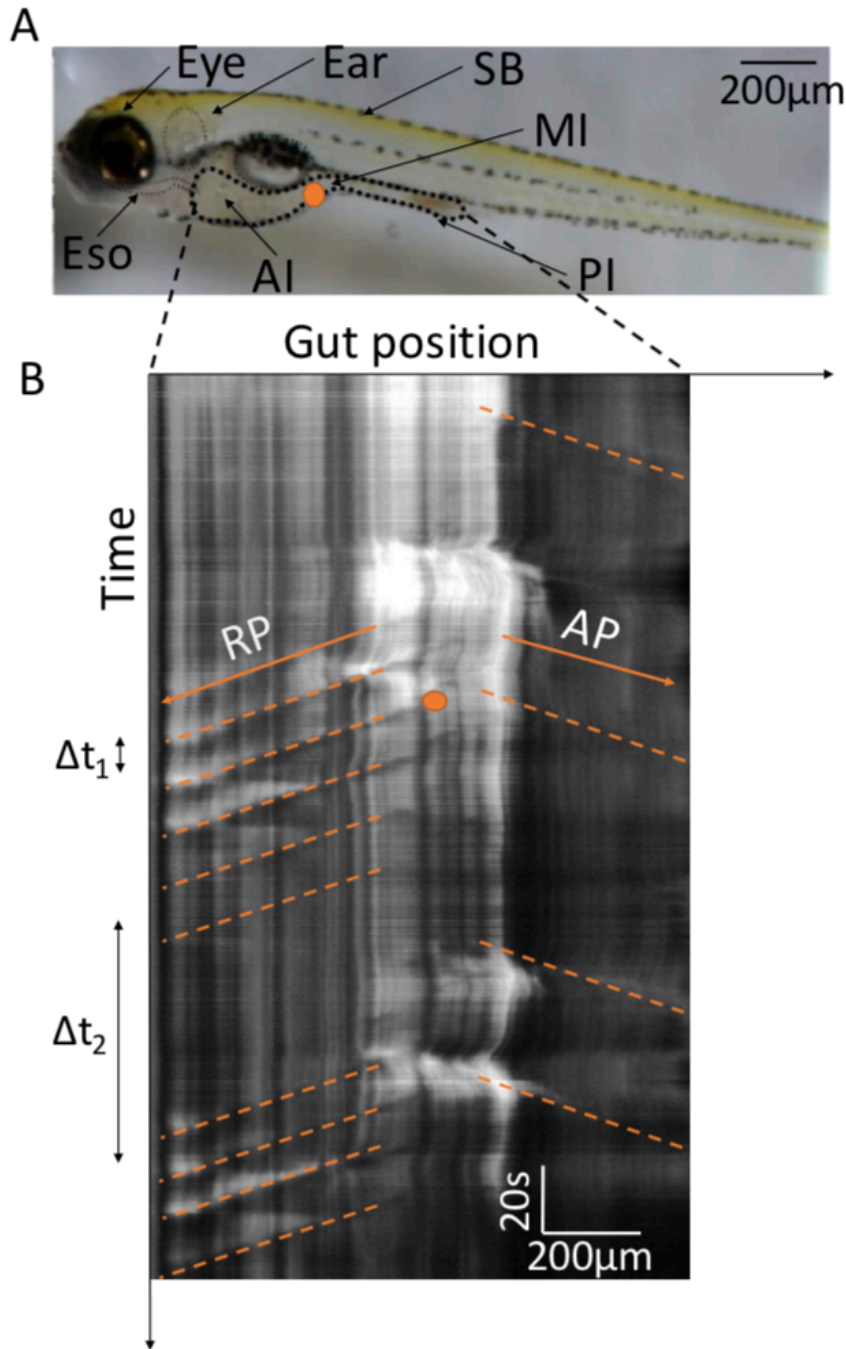 A
Eye
Ear
SB
200μm
MI
Eso
AI
PI
Gut position
B
Time
RP
AP
Δt₁
Δt₂
20s
200μm